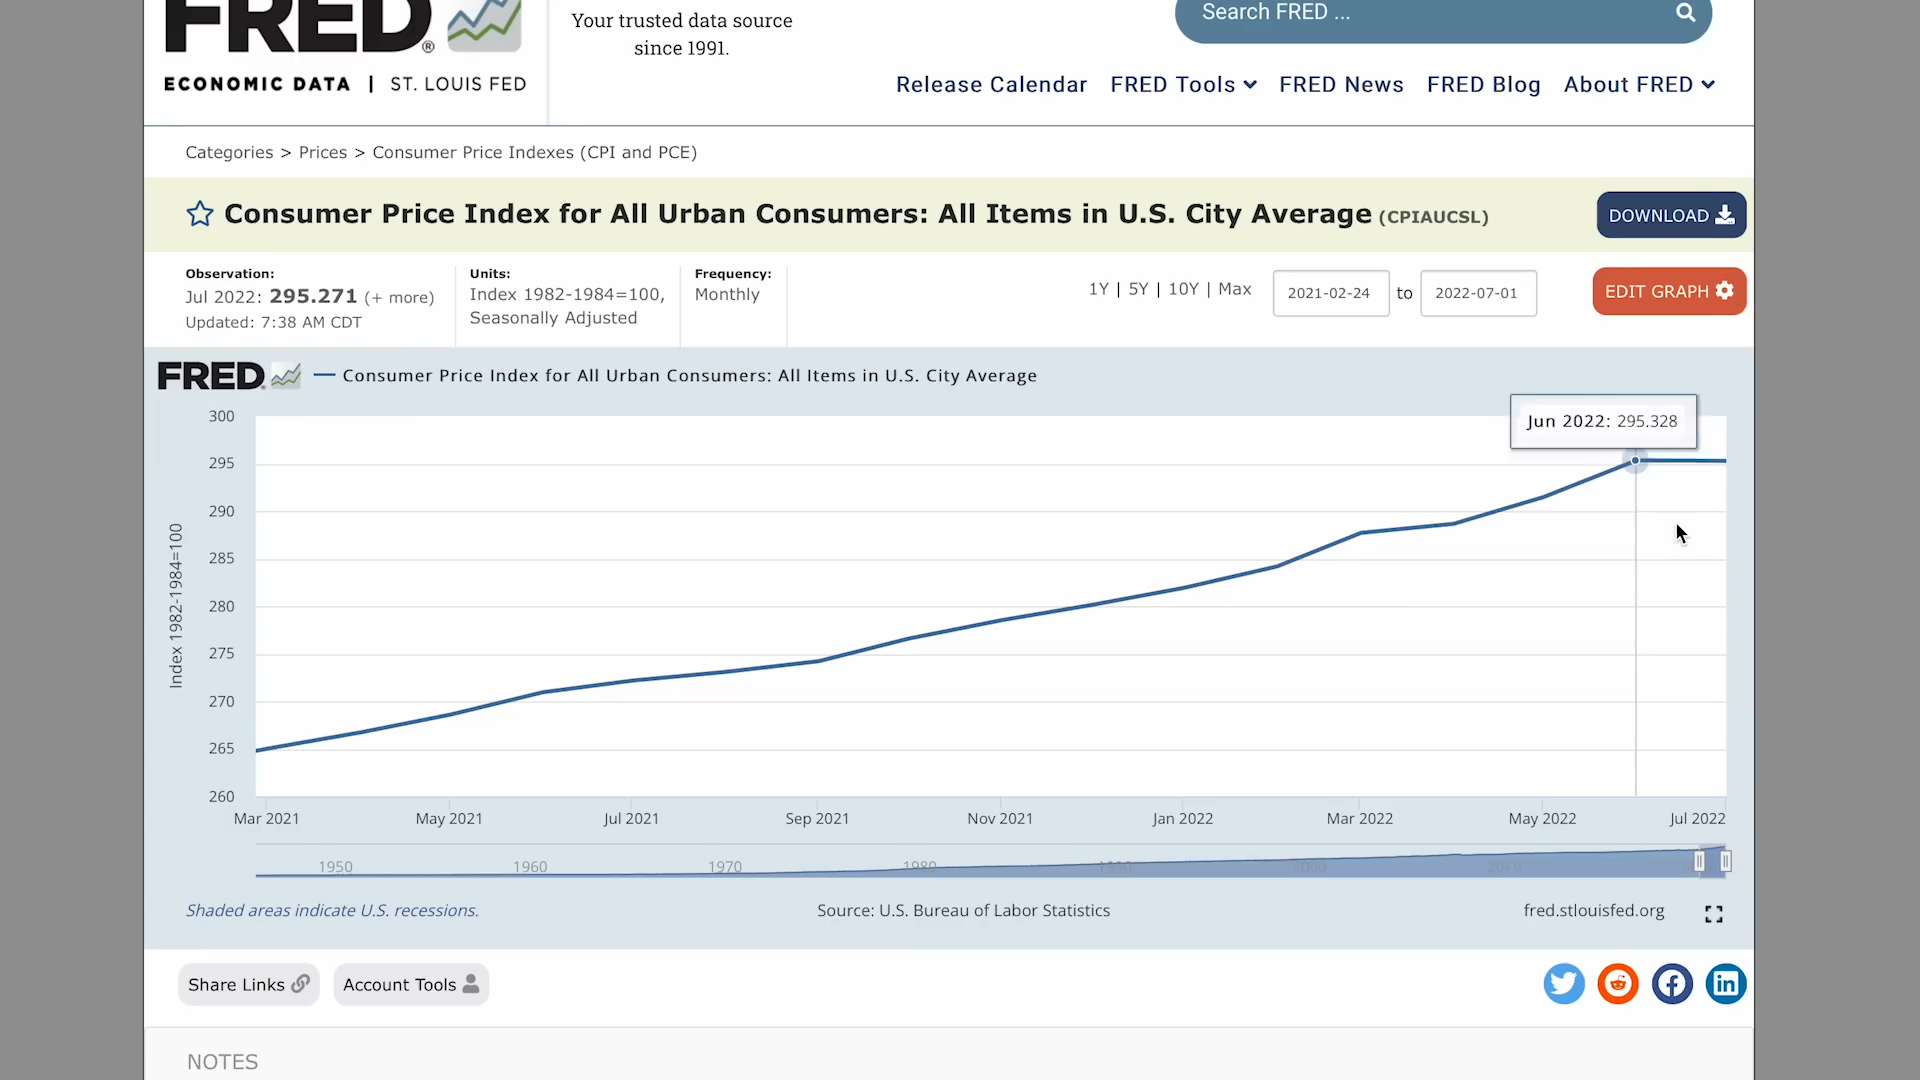 FRED®
Your trusted data source
since 1991.
Search FRED ...
ECONOMIC DATA | ST. LOUIS FED
Release Calendar FRED Tools FRED News FRED Blog About FRED
Categories > Prices > Consumer Price Indexes (CPI and PCE)
Consumer Price Index for All Urban Consumers: All Items in U.S. City Average (CPIAUCSL)
DOWNLOAD
Observation:
Jul 2022: 295.271 (+ more)
Updated: 7:38 AM CDT
Units:
Index 1982-1984=100,
Seasonally Adjusted
Frequency:
Monthly
1Y | 5Y | 10Y | Max
2021-02-24 to 2022-07-01
EDIT GRAPH
FRED
Consumer Price Index for All Urban Consumers: All Items in U.S. City Average
Jun 2022: 295.328
300
295
290
285
280
275
270
265
260
Index 1982-1984=100
Mar 2021 May 2021 Jul 2021 Sep 2021 Nov 2021 Jan 2022 Mar 2022 May 2022 Jul 2022
1950 1960 1970 1980 1990 2000 2010
Shaded areas indicate U.S. recessions.
Source: U.S. Bureau of Labor Statistics
fred.stlouisfed.org
Share Links Account Tools
in
NOTES